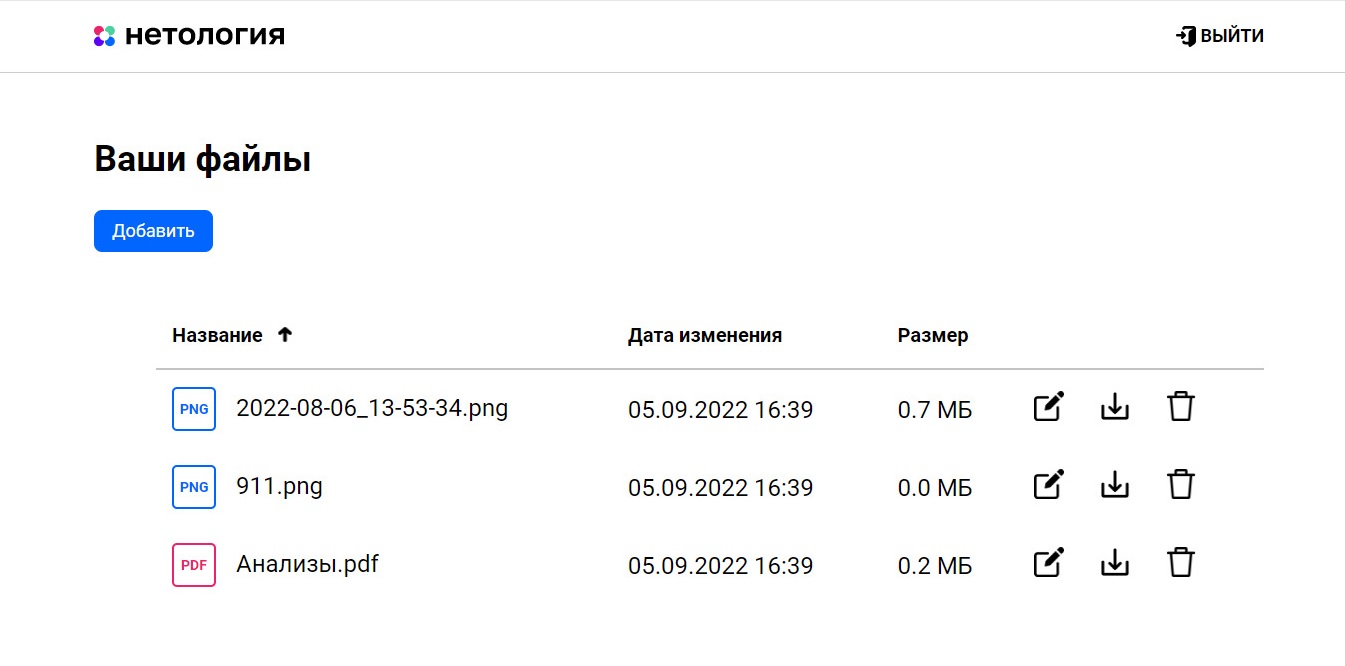 нетология ВЫЙТИ
Ваши файлы
Добавить
Название Дата изменения Размер
PNG 2022-08-06_13-53-34.png 05.09.2022 16:39 0.7 МБ
PNG 911.png 05.09.2022 16:39 0.0 МБ
PDF Анализы.pdf 05.09.2022 16:39 0.2 МБ